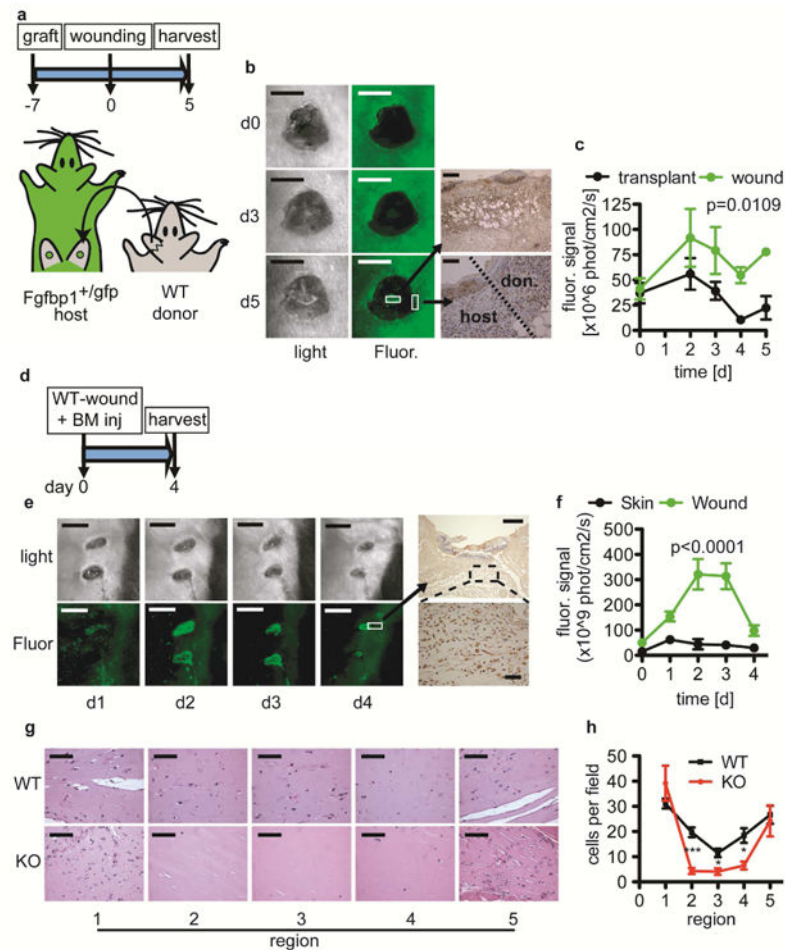 a
graft wounding harvest
-7 0 5
Fgfbp1+/gfp
host
WT
donor
b
d0
d3
d5
don.
host
light Fluor.
c
transplant wound
p=0.0109
fluor. signal
[x10^6 phot/cm2/s]
125
100
75
50
25
0
0 1 2 3 4 5
time [d]
d
WT-wound
+ BM inj
harvest
day 0 4
e
light
Fluor
d1 d2 d3 d4
f
Skin Wound
p<0.0001
fluor. signal
(x10^9 phot/cm2/s)
500
400
300
200
100
0
0 1 2 3 4
time [d]
g
WT
KO
1 2 3 4 5
region
h
WT
KO
cells per field
50
40
30
20
10
0
*** * *
1 2 3 4 5
region